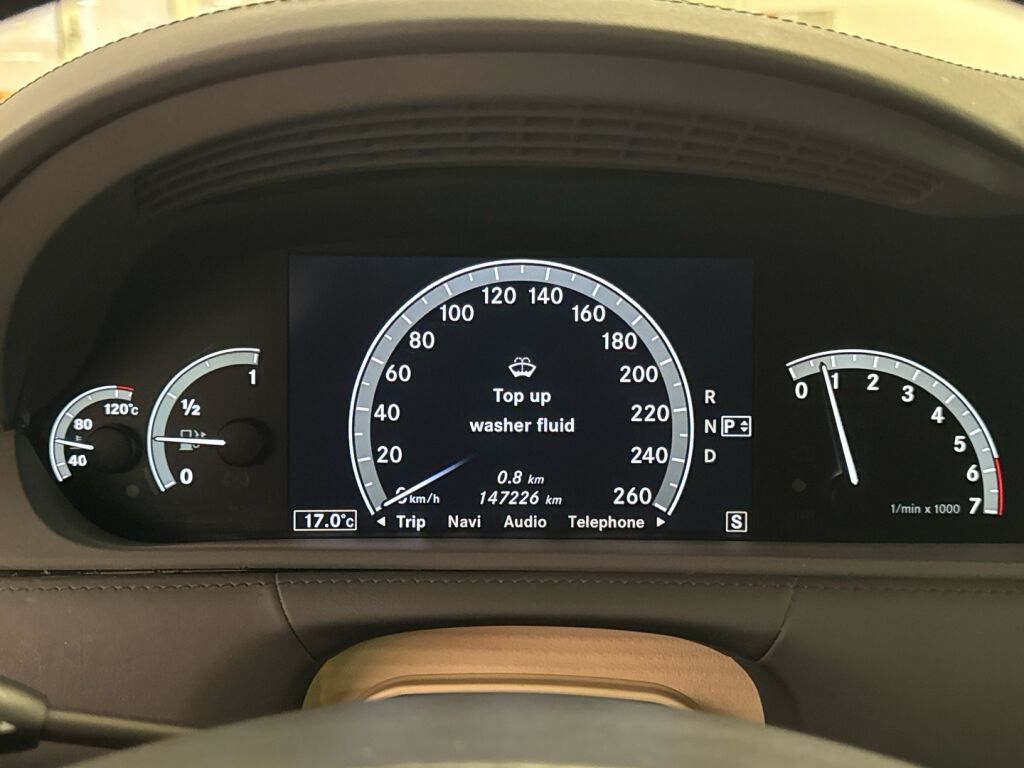 120°c
80
40
1
½
0
120 140
100 160
80 180
60 200
40 220
20 240
0 km/h 260
Top up
washer fluid
0.8 km
147226 km
17.0°c
Trip Navi Audio Telephone
R
N P
D
S
0 1 2 3 4 5 6 7
1/min x 1000